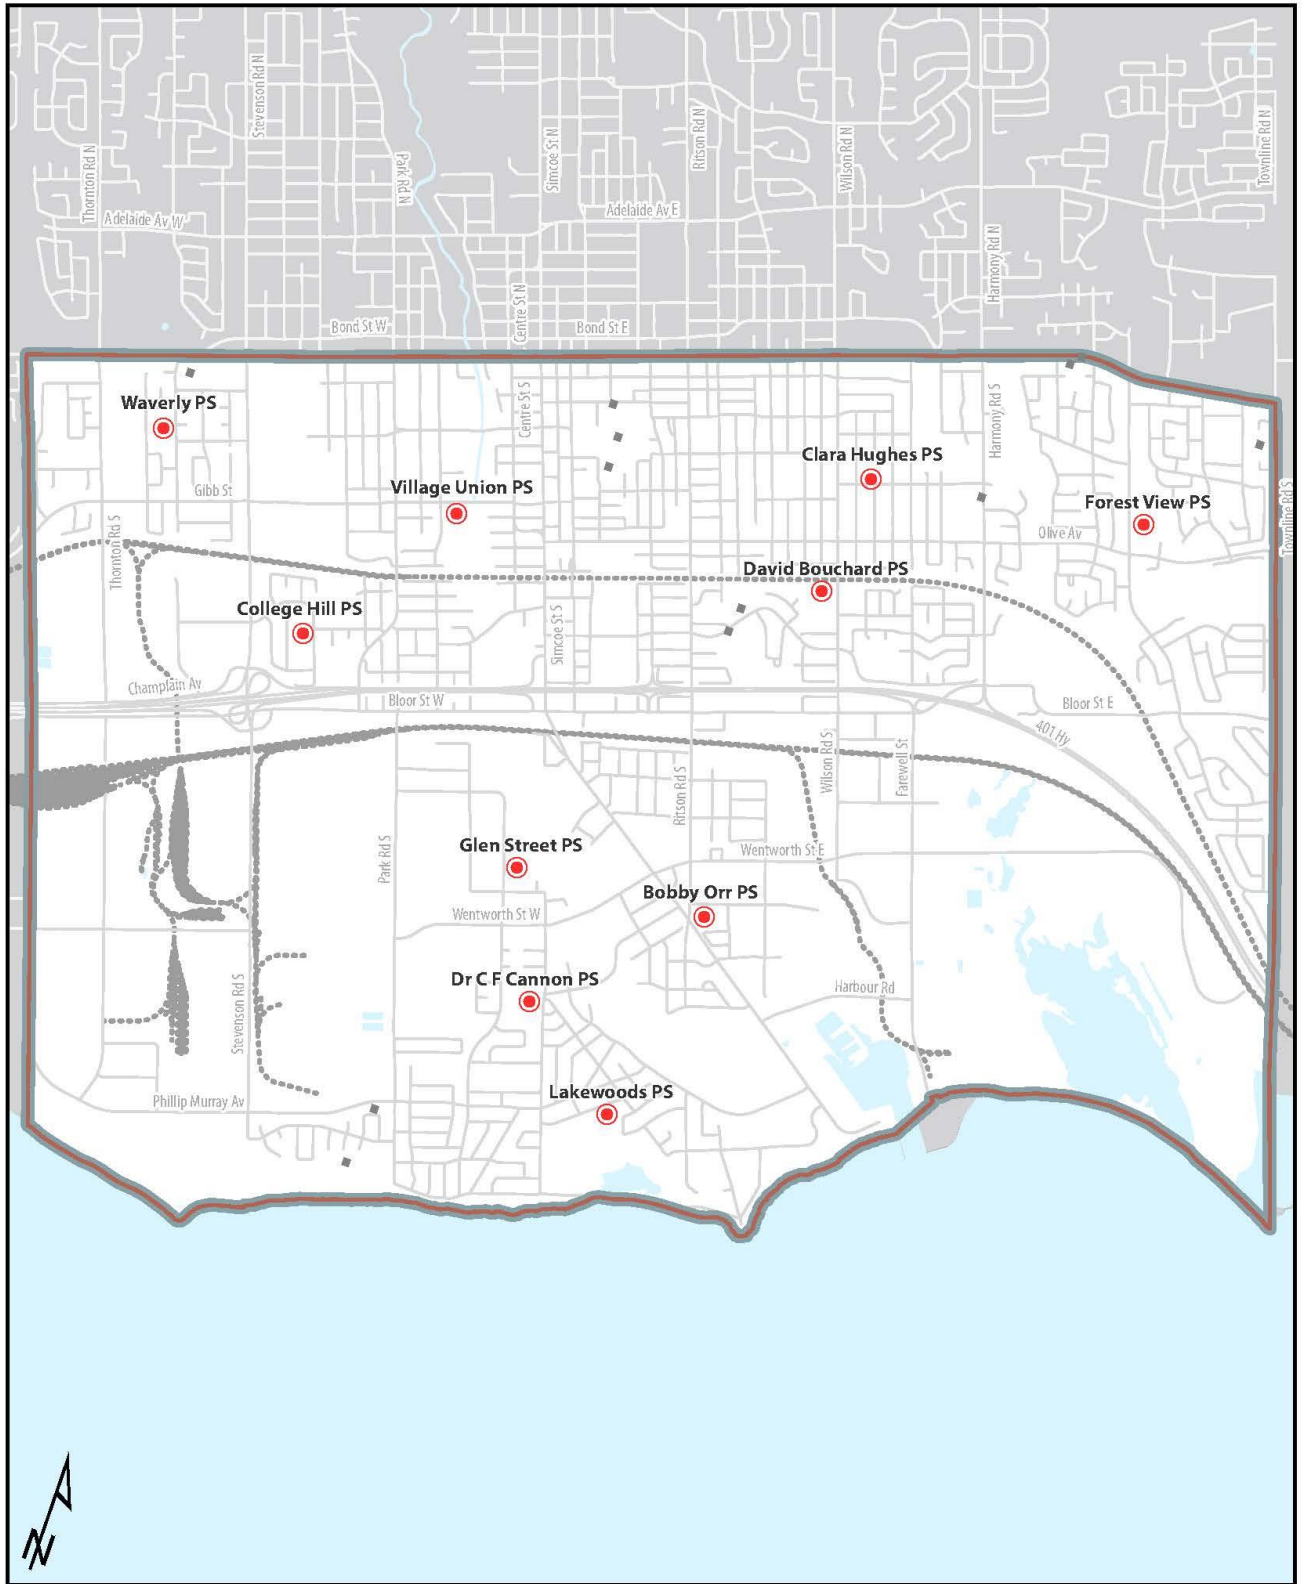 Stevenson Rd N
Thornton Rd N
Park Rd N
Simcoe St N
Ritson Rd N
Wilson Rd N
Townline Rd N
Adelaide Av W
Adelaide Av E
Harmony Rd N
Centre St N
Bond St W
Bond St E
Waverly PS
Centre St S
Harmony Rd S
Clara Hughes PS
Village Union PS
Gibb St
Forest View PS
Townline Rd S
Olive Av
Thornton Rd S
David Bouchard PS
College Hill PS
Simcoe St S
Champlain Av
Bloor St W
Bloor St E
401 Hy
Wilson Rd S
Farewell St
Ritson Rd S
Park Rd S
Glen Street PS
Wentworth St E
Bobby Orr PS
Wentworth St W
Dr C F Cannon PS
Harbour Rd
Stevenson Rd S
Lakewoods PS
Phillip Murray Av
N